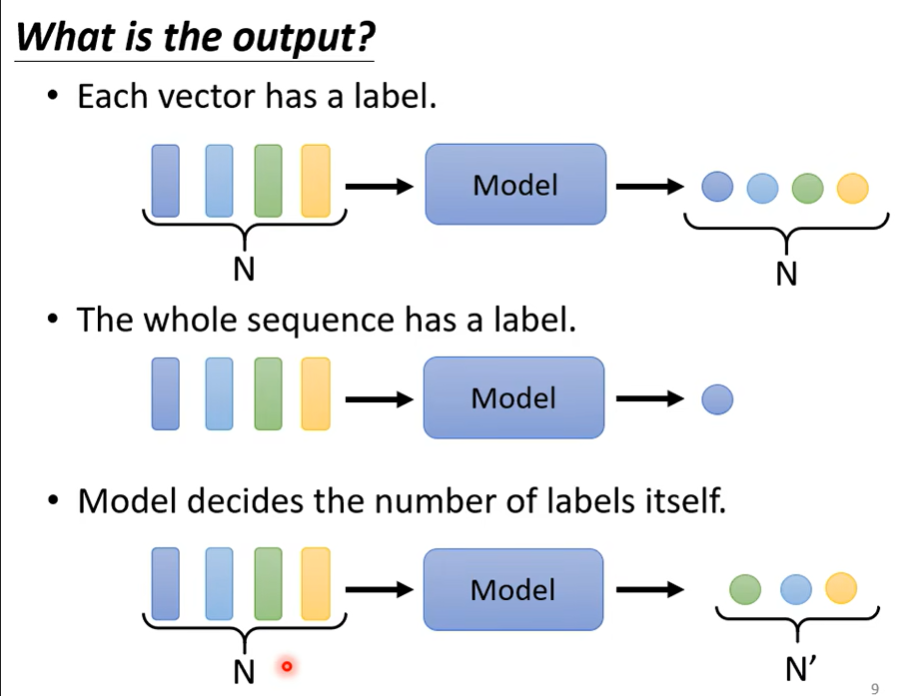 What is the output?
• Each vector has a label.
Model
N
N
• The whole sequence has a label.
Model
• Model decides the number of labels itself.
Model
N
N’
9